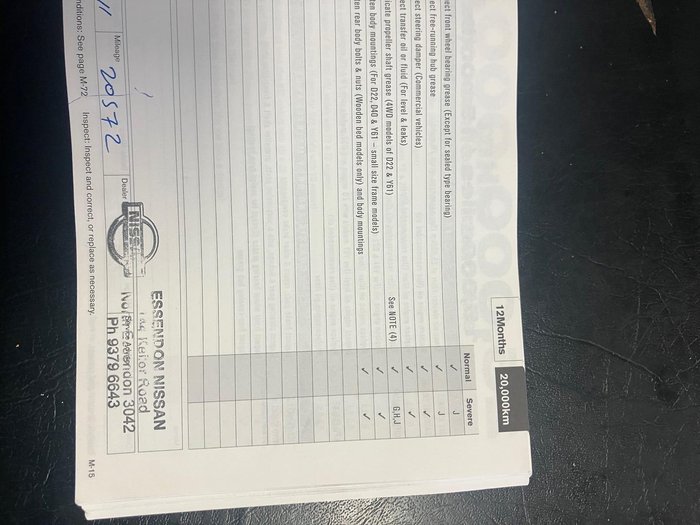 12Months 20,000km
Normal Severe
ect front wheel bearing grease (Except for sealed type bearing) ✓ J
ect free-running hub grease ✓ J
ect steering damper (Commercial vehicles) ✓ ✓
ect transfer oil or fluid (For level & leaks) ✓ ✓
icate propeller shaft grease (4WD models of D22 & Y61) See NOTE (4) ✓ G.H.J
ten body mountings (For D22, D40 & Y61 – small size frame models) ✓ ✓
ten rear body bolts & nuts (Wooden bed models only) and body mountings ✓ ✓
ESSENDON NISSAN
Keilor Road
Essendon 3042
Ph 9379 6643
NISSAN
Mileage 20572
Dealer
nditions: See page M-72 Inspect: Inspect and correct, or replace as necessary.
M-15